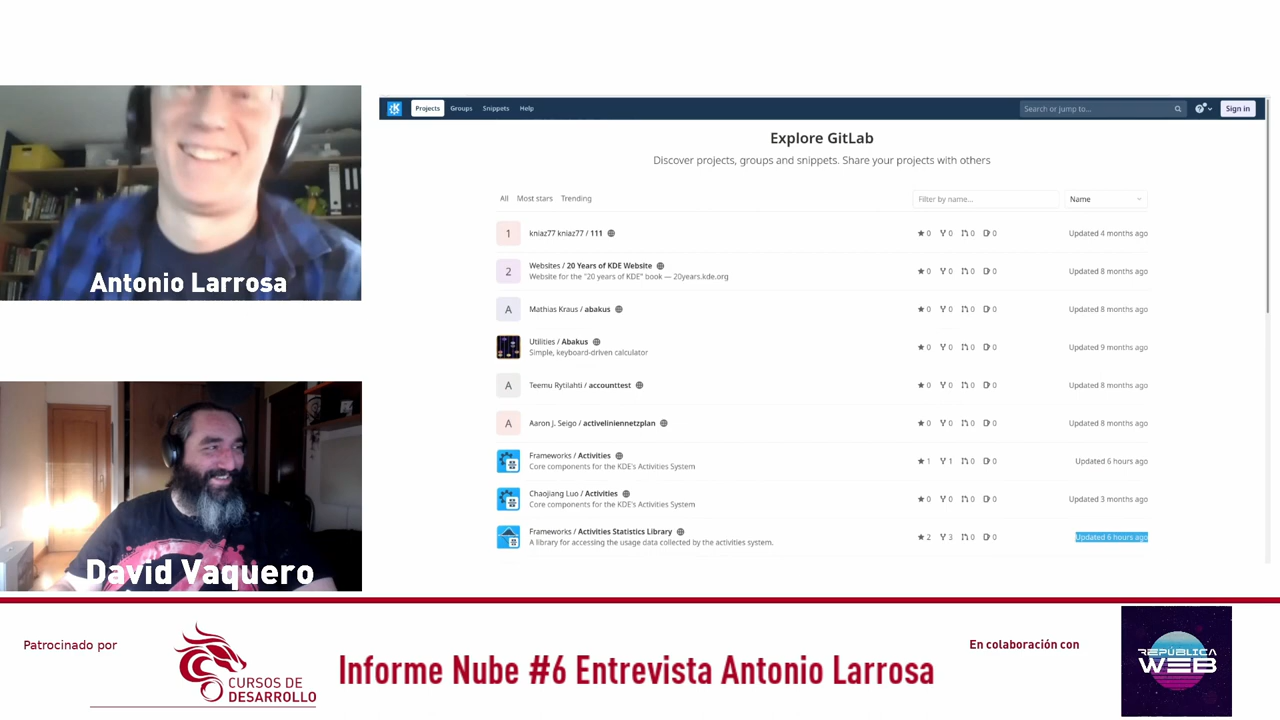 Antonio Larrosa
David Vaquero
Projects Groups Snippets Help
Search or jump to...
Sign in
Explore GitLab
Discover projects, groups and snippets. Share your projects with others
All Most stars Trending
Filter by name...
Name
1 kniaz77 kniaz77 / 111 0 0 0 0 Updated 4 months ago
2 Websites / 20 Years of KDE Website 0 0 0 0 Updated 8 months ago
Website for the "20 years of KDE" book — 20years.kde.org
A Mathias Kraus / abakus 0 0 0 0 Updated 8 months ago
Utilities / Abakus 0 0 0 0 Updated 9 months ago
Simple, keyboard-driven calculator
A Teemu Rytilahti / accounttest 0 0 0 0 Updated 8 months ago
A Aaron J. Seigo / activeliniennetzplan 0 0 0 0 Updated 8 months ago
Frameworks / Activities 1 1 0 0 Updated 6 hours ago
Core components for the KDE's Activities System
Chaojiang Luo / Activities 0 0 0 0 Updated 3 months ago
Core components for the KDE's Activities System
Frameworks / Activities Statistics Library 2 3 0 0 Updated 6 hours ago
A library for accessing the usage data collected by the activities system.
Patrocinado por
CURSOS DE
DESARROLLO
Informe Nube #6 Entrevista Antonio Larrosa
En colaboración con
REPÚBLICA
WEB